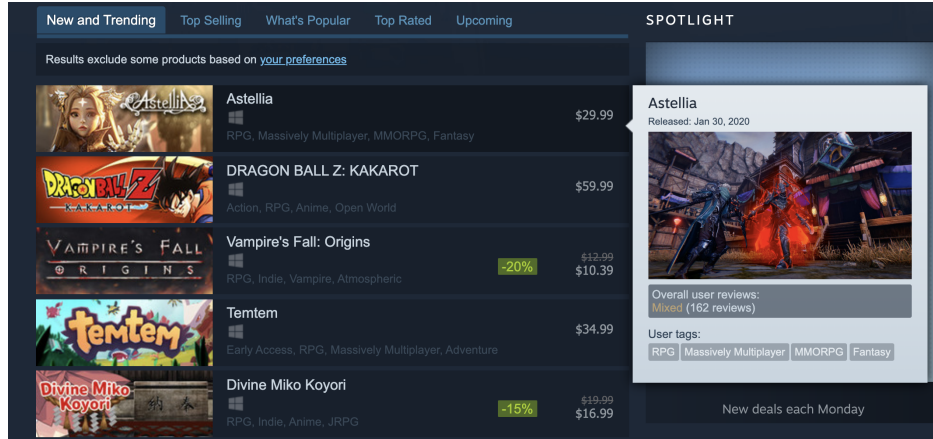 New and Trending
Top Selling
What's Popular
Top Rated
Upcoming
SPOTLIGHT
Results exclude some products based on your preferences
Astellia
Astellia
$29.99
RPG, Massively Multiplayer, MMORPG, Fantasy
DRAGON BALL Z
KAKAROT
DRAGON BALL Z: KAKAROT
$59.99
Action, RPG, Anime, Open World
VAMPIRE'S FALL
ORIGINS
Vampire's Fall: Origins
-20%
$12.99
$10.39
RPG, Indie, Vampire, Atmospheric
temtem
Temtem
$34.99
Early Access, RPG, Massively Multiplayer, Adventure
Divine Miko
Koyori
奉納
Divine Miko Koyori
-15%
$19.99
$16.99
RPG, Indie, Anime, JRPG
Astellia
Released: Jan 30, 2020
Overall user reviews:
Mixed (162 reviews)
User tags:
RPG Massively Multiplayer MMORPG Fantasy
New deals each Monday